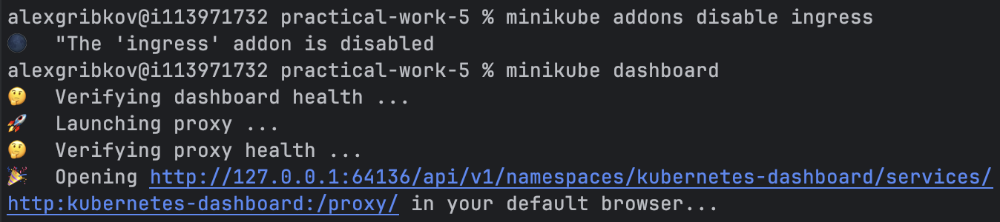 alexgribkov@i113971732 practical-work-5 % minikube addons disable ingress
🌑 "The 'ingress' addon is disabled
alexgribkov@i113971732 practical-work-5 % minikube dashboard
🤔 Verifying dashboard health ...
🚀 Launching proxy ...
🤔 Verifying proxy health ...
🎉 Opening http://127.0.0.1:64136/api/v1/namespaces/kubernetes-dashboard/services/
http:kubernetes-dashboard:/proxy/ in your default browser...